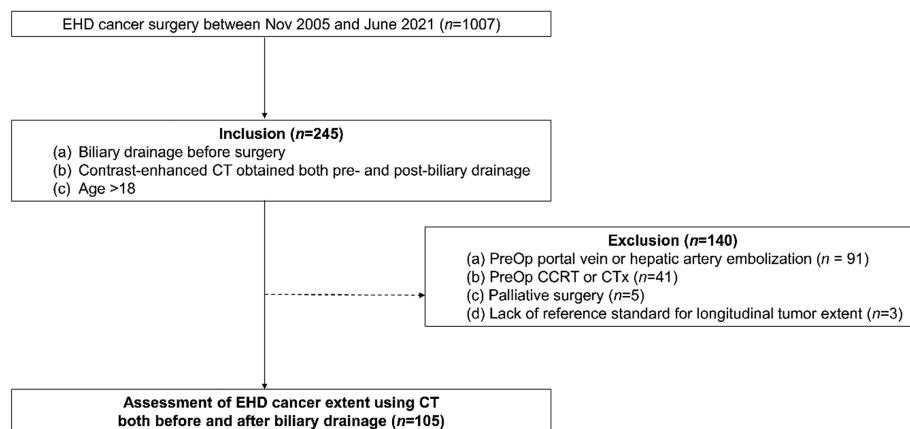 EHD cancer surgery between Nov 2005 and June 2021 (n=1007)
Inclusion (n=245)
(a) Biliary drainage before surgery
(b) Contrast-enhanced CT obtained both pre- and post-biliary drainage
(c) Age >18
Exclusion (n=140)
(a) PreOp portal vein or hepatic artery embolization (n = 91)
(b) PreOp CCRT or CTx (n=41)
(c) Palliative surgery (n=5)
(d) Lack of reference standard for longitudinal tumor extent (n=3)
Assessment of EHD cancer extent using CT
both before and after biliary drainage (n=105)